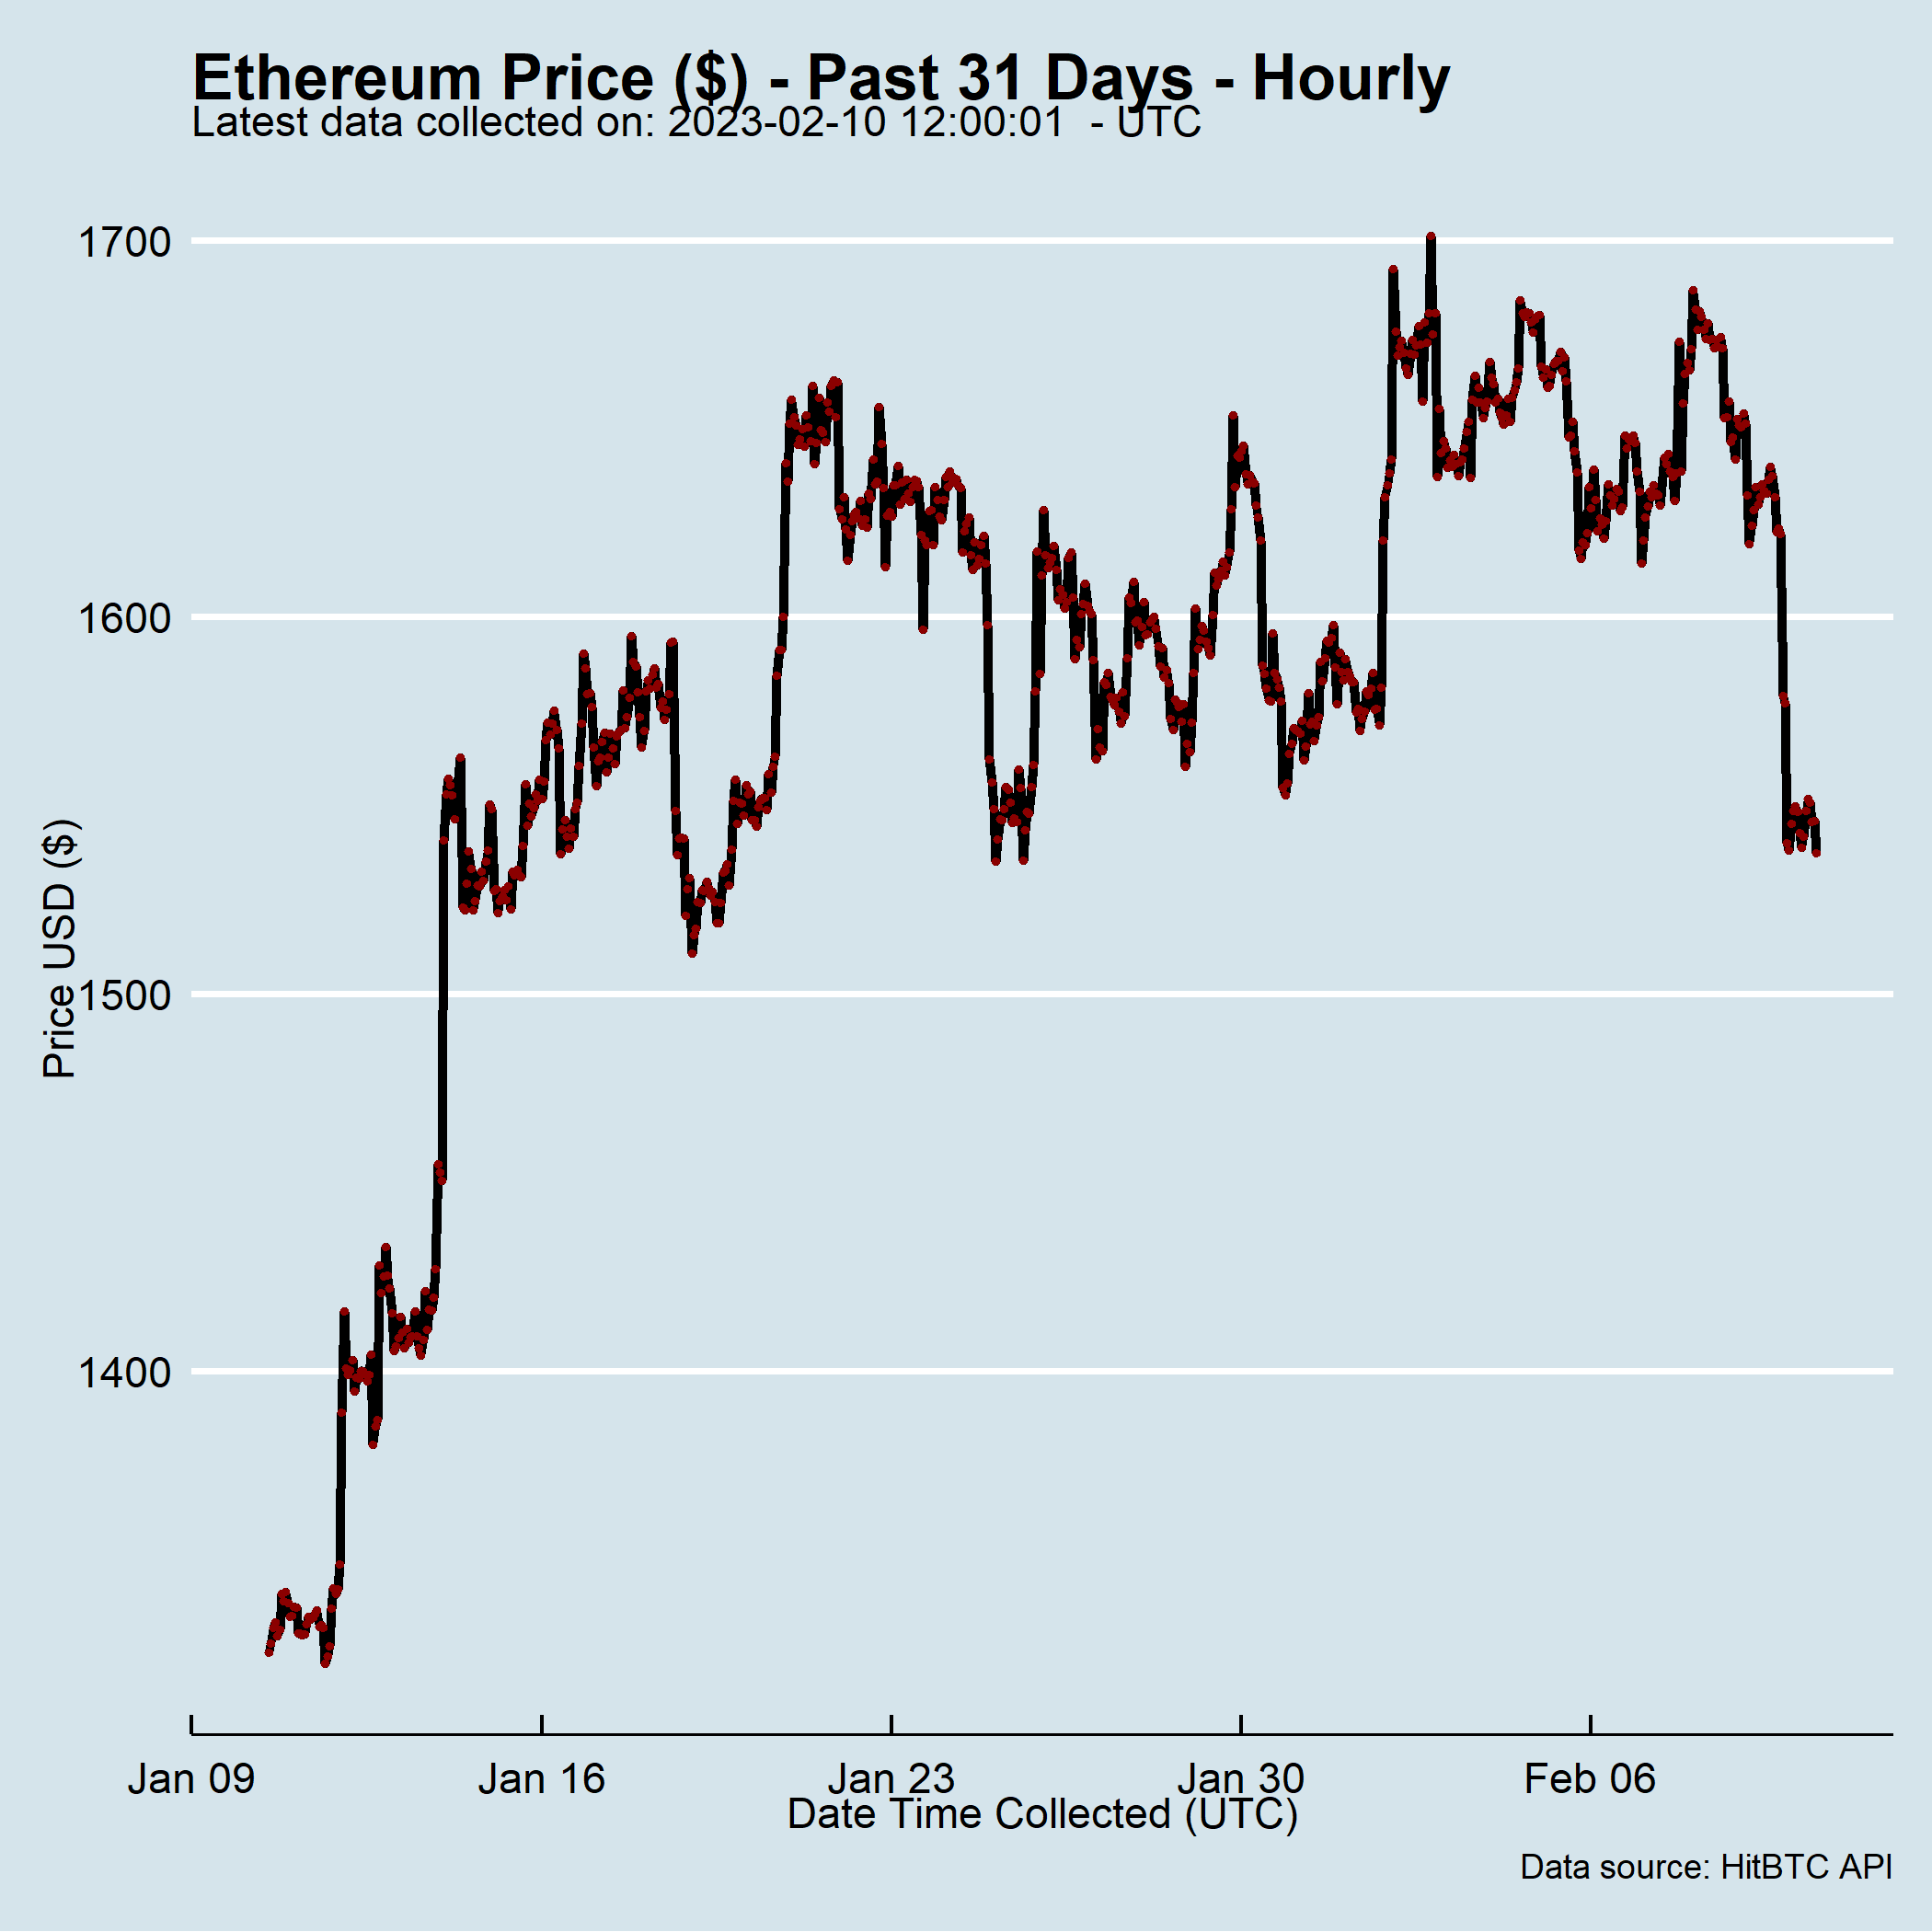 Ethereum Price ($) - Past 31 Days - Hourly
Latest data collected on: 2023-02-10 12:00:01  - UTC
1700
1600
1500
1400
Price USD ($)
Jan 09
Jan 16
Jan 23
Jan 30
Feb 06
Date Time Collected (UTC)
Data source: HitBTC API